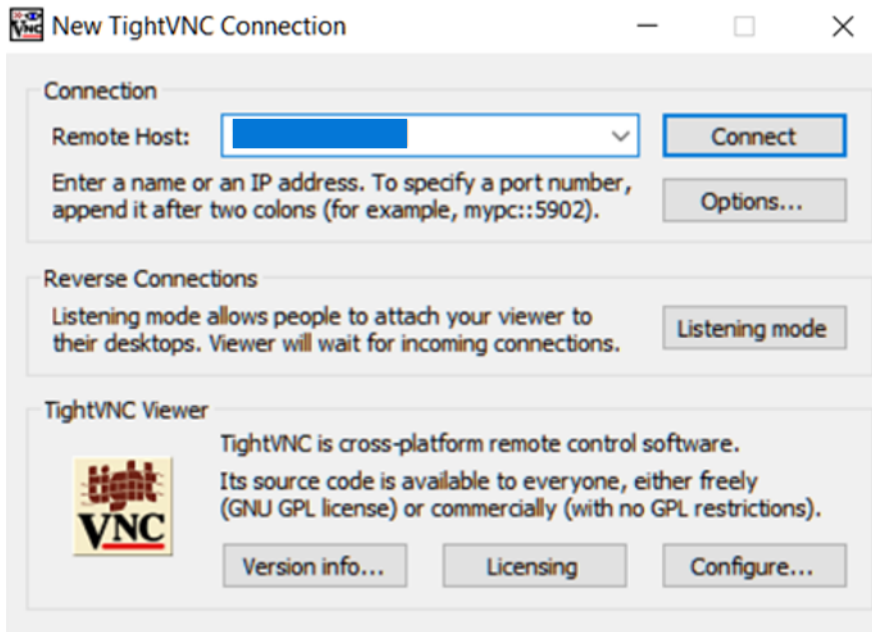 New TightVNC Connection
Connection
Remote Host:
Connect
Enter a name or an IP address. To specify a port number,
append it after two colons (for example, mypc::5902).
Options...
Reverse Connections
Listening mode allows people to attach your viewer to
their desktops. Viewer will wait for incoming connections.
Listening mode
TightVNC Viewer
tight
VNC
TightVNC is cross-platform remote control software.
Its source code is available to everyone, either freely
(GNU GPL license) or commercially (with no GPL restrictions).
Version info...
Licensing
Configure...